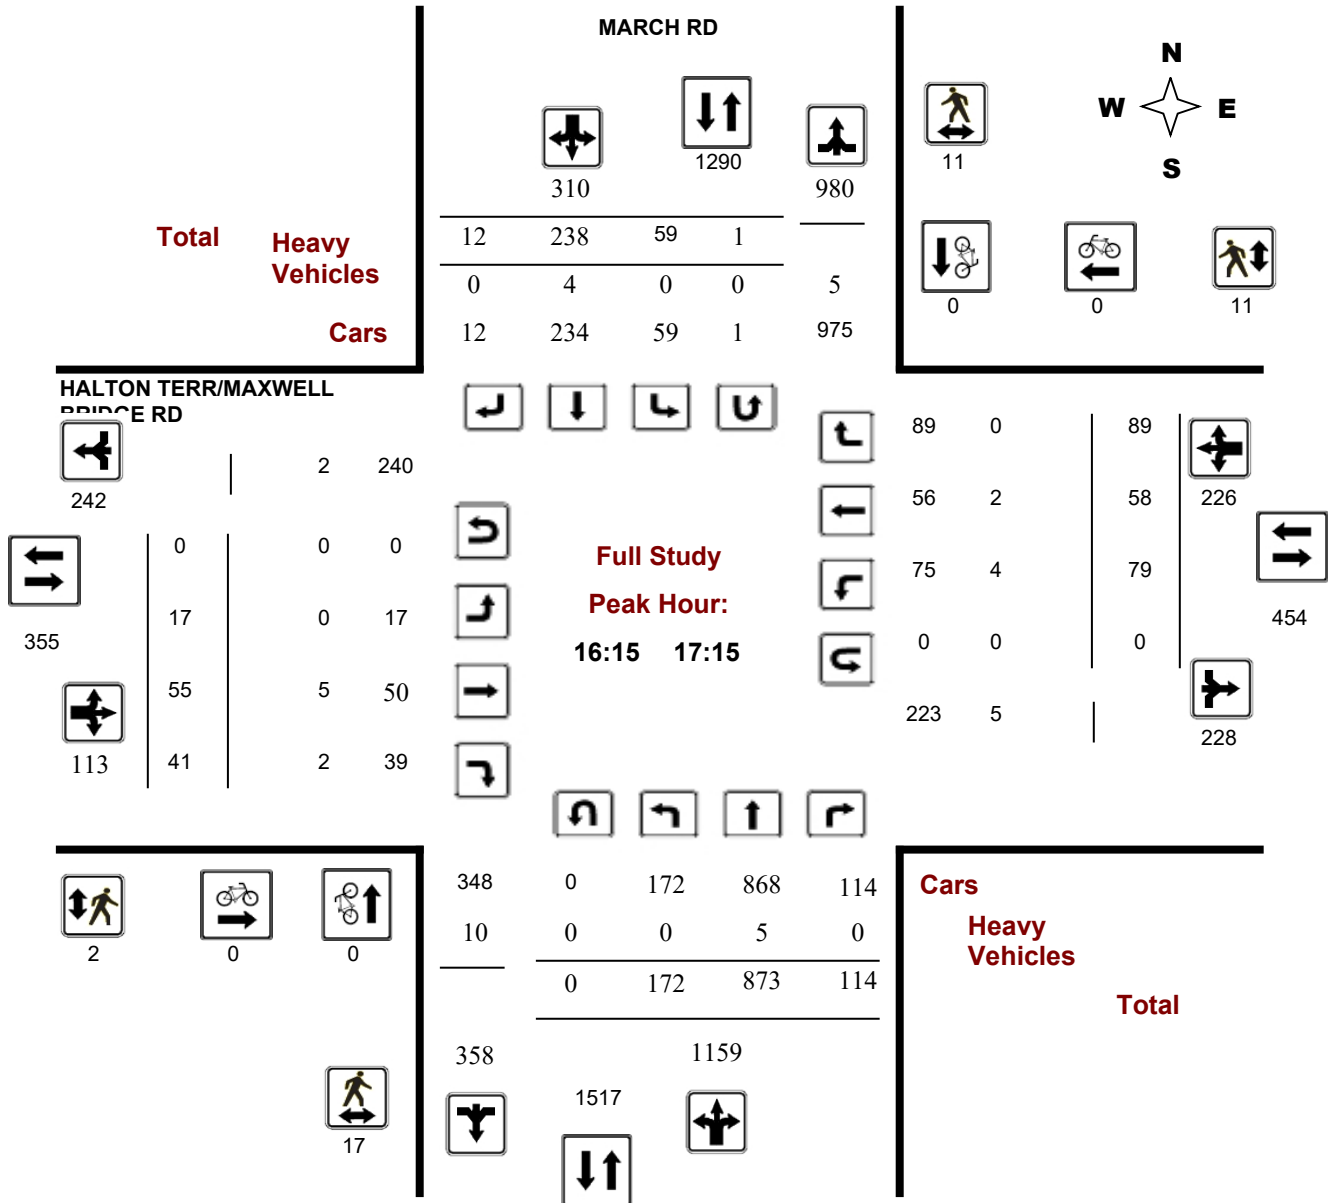 MARCH RD
N
W E
S
11
1290
310 980
Total Heavy
Vehicles
12 238 59 1
0 4 0 0 5
Cars 12 234 59 1 975
0 0 11
HALTON TERR/MAXWELL
BRIDGE RD
89 0 89
2 240
242
56 2 58 226
0 0 0
Full Study
75 4 79
17 0 17
Peak Hour:
454
355
16:15 17:15
0 0 0
55 5 50
223 5
228
113 41 2 39
348 0 172 868 114
Cars
10 0 0 5 0
Heavy
Vehicles
2 0 0
0 172 873 114
Total
358 1159
1517
17